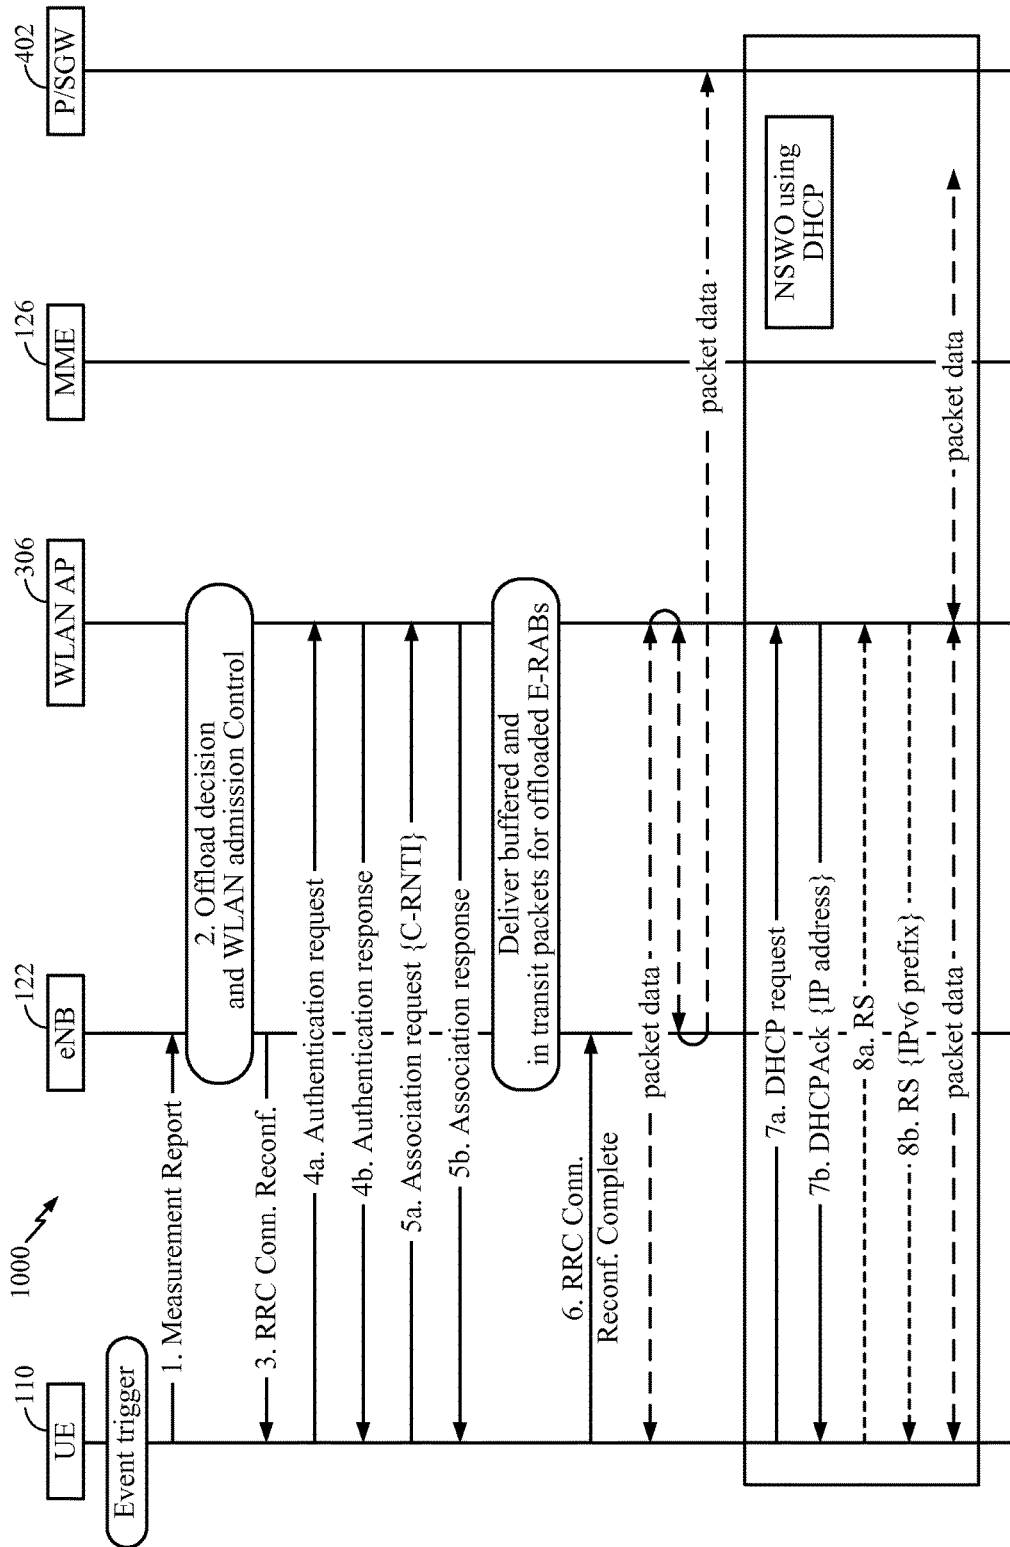 1000
110
UE
122
eNB
306
WLAN AP
126
MME
402
P/SGW
Event trigger
1. Measurement Report
2. Offload decision
and WLAN admission Control
3. RRC Conn. Reconf.
4a. Authentication request
4b. Authentication response
5a. Association request {C-RNTI}
5b. Association response
Deliver buffered and
in transit packets for offloaded E-RABs
6. RRC Conn.
Reconf. Complete
packet data
packet data
NSWO using
DHCP
7a. DHCP request
7b. DHCPAck {IP address}
8a. RS
8b. RS {IPv6 prefix}
packet data
packet data